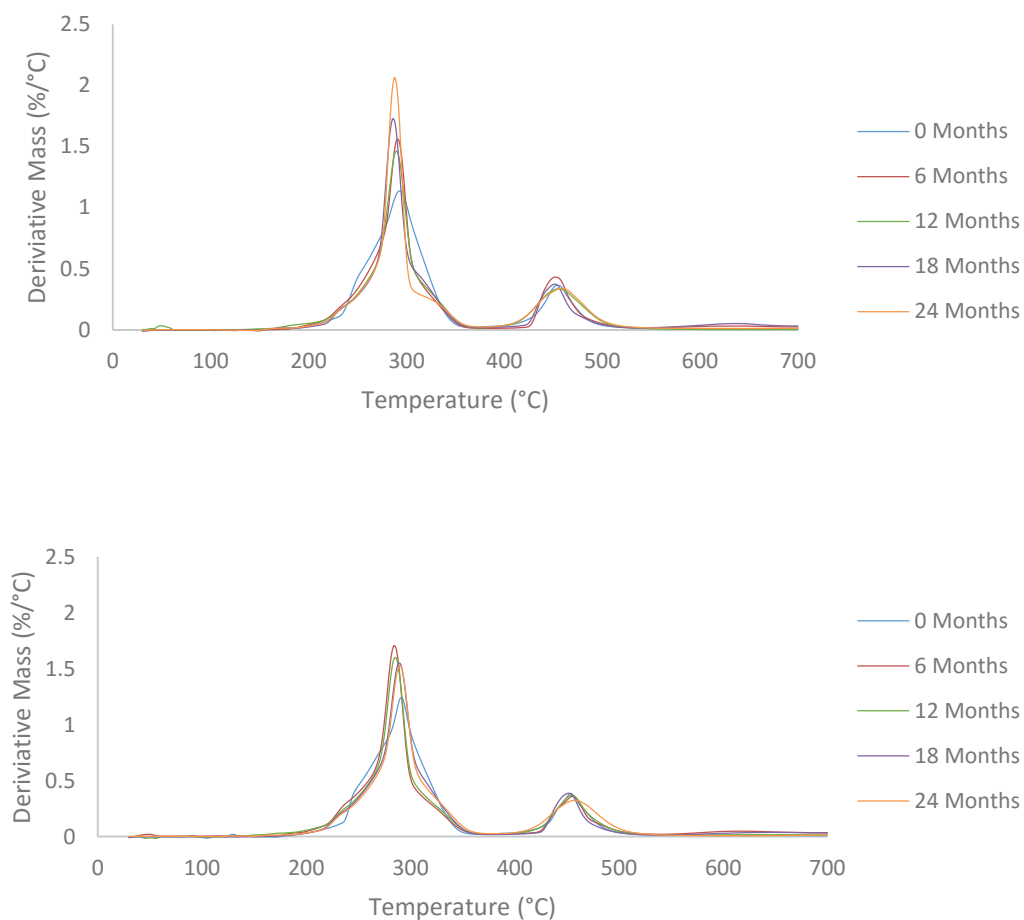 2.5
2
1.5
1
0.5
0
Deriviative Mass (%/°C)
0 100 200 300 400 500 600 700
Temperature (°C)
0 Months
6 Months
12 Months
18 Months
24 Months
2.5
2
1.5
1
0.5
0
Deriviative Mass (%/°C)
0 100 200 300 400 500 600 700
Temperature (°C)
0 Months
6 Months
12 Months
18 Months
24 Months